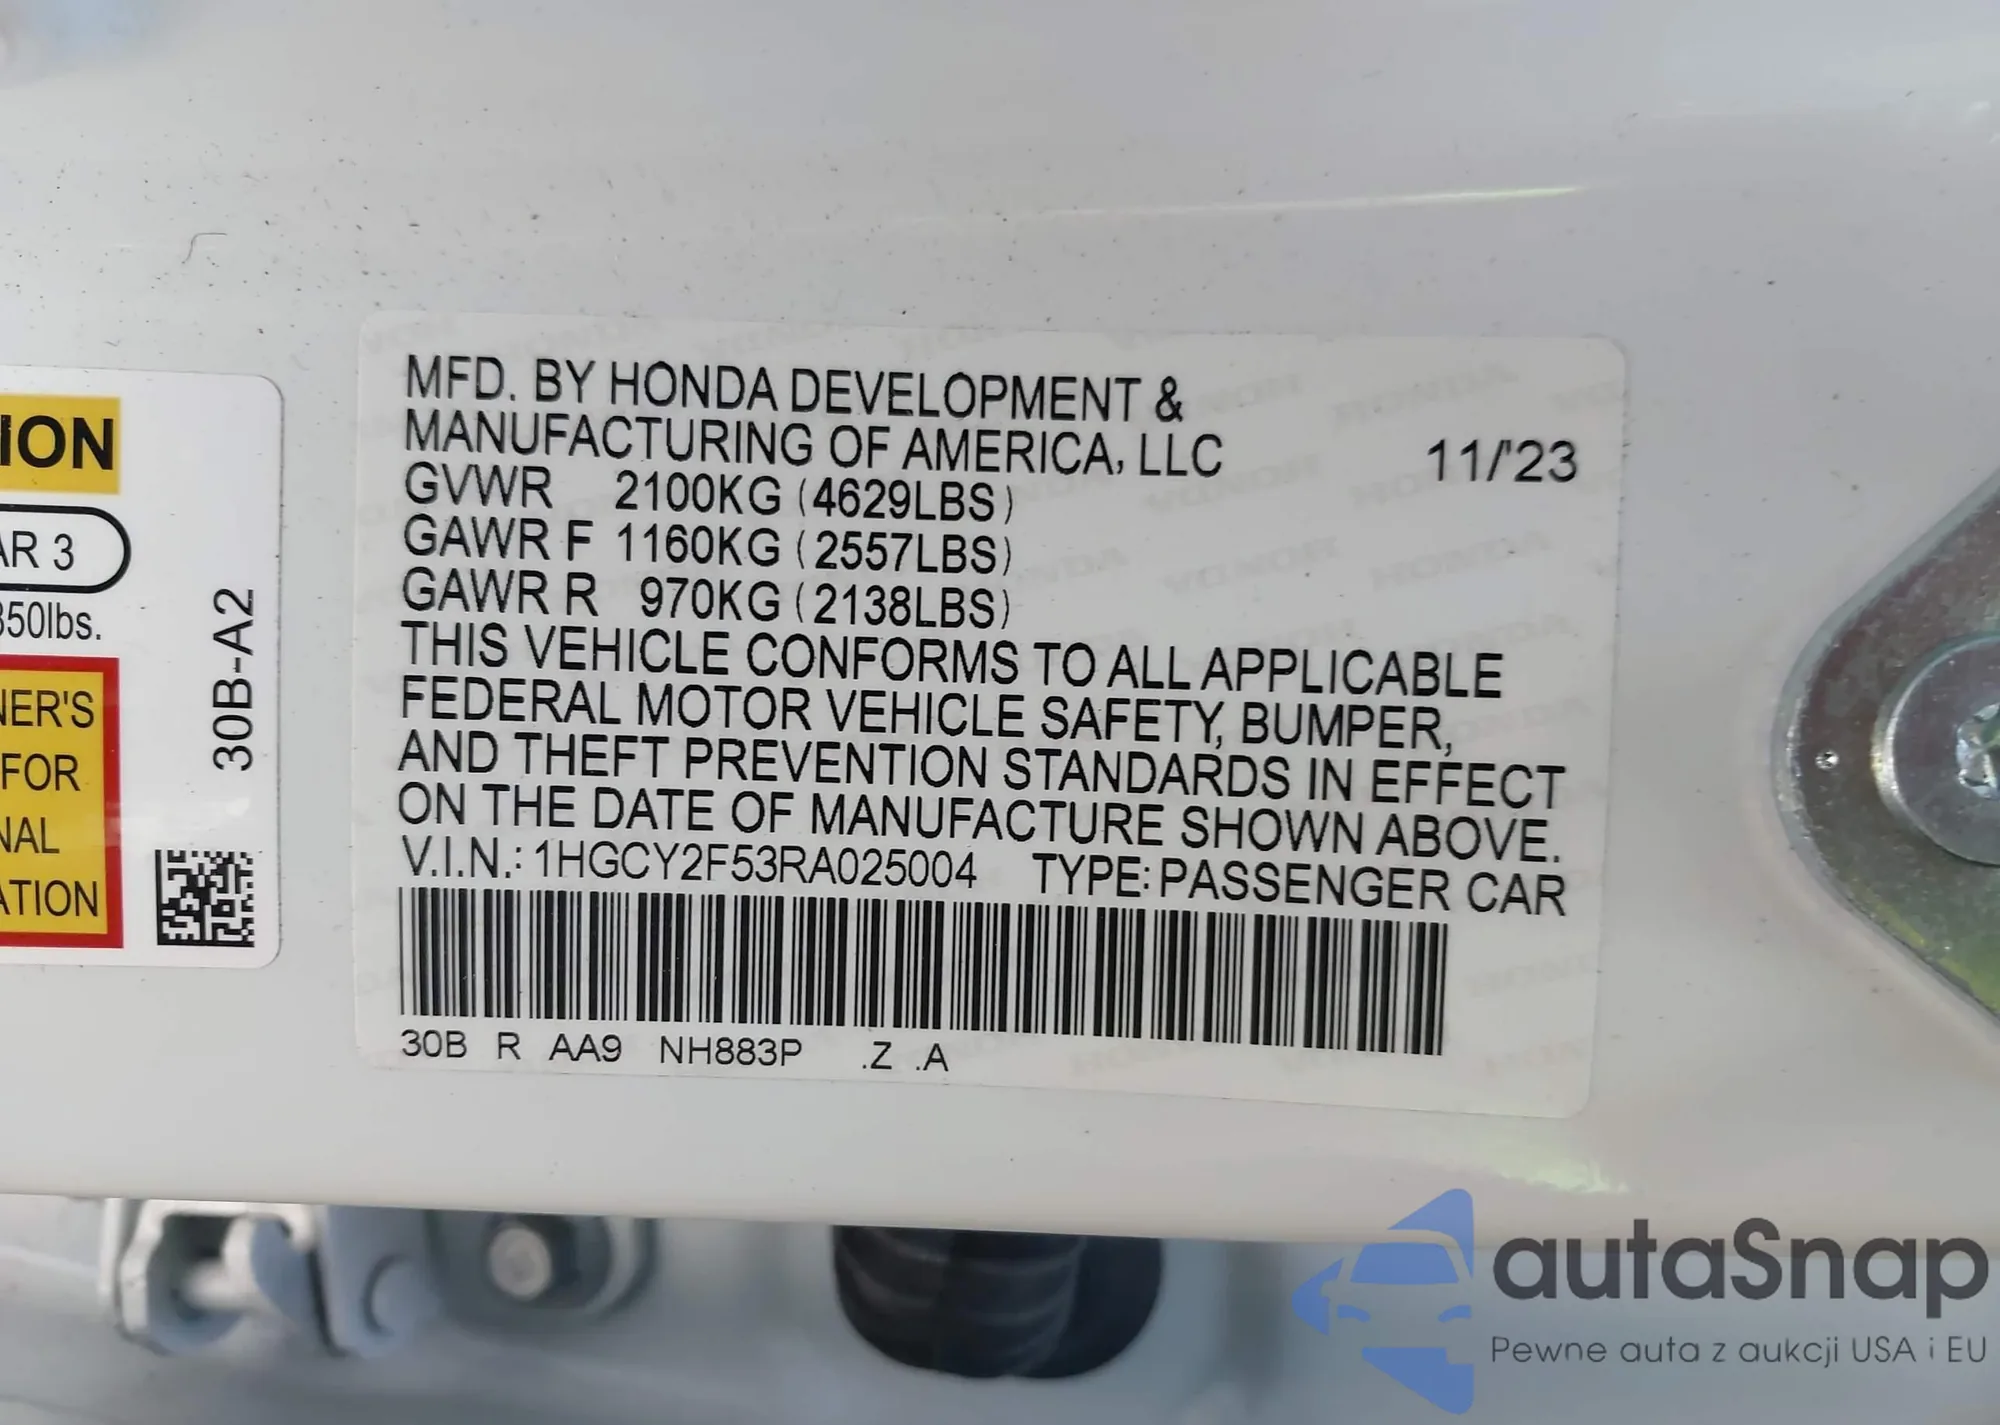 ION
AR 3
350lbs.
NER'S
FOR
NAL
ATION
30B-A2
MFD. BY HONDA DEVELOPMENT &
MANUFACTURING OF AMERICA, LLC 11/'23
GVWR 2100KG (4629LBS)
GAWR F 1160KG (2557LBS)
GAWR R 970KG (2138LBS)
THIS VEHICLE CONFORMS TO ALL APPLICABLE
FEDERAL MOTOR VEHICLE SAFETY, BUMPER,
AND THEFT PREVENTION STANDARDS IN EFFECT
ON THE DATE OF MANUFACTURE SHOWN ABOVE.
V.I.N.: 1HGCY2F53RA025004 TYPE: PASSENGER CAR
30B R AA9 NH883P .Z .A
autaSnap
Pewne auta z aukcji USA i EU